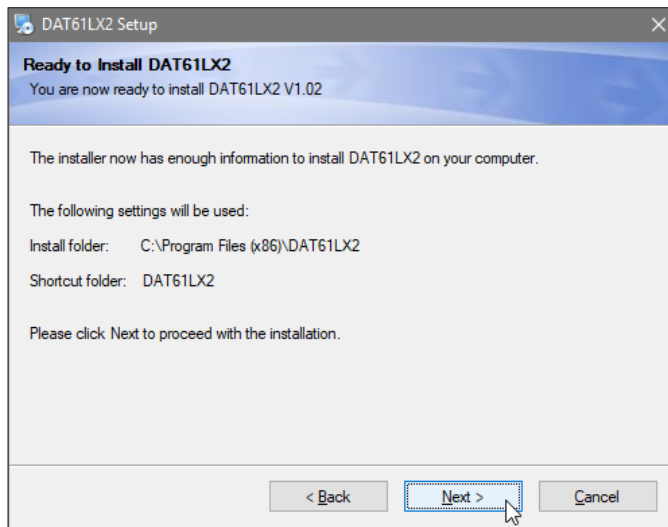 DAT61LX2 Setup
Ready to Install DAT61LX2
You are now ready to install DAT61LX2 V1.02
The installer now has enough information to install DAT61LX2 on your computer.
The following settings will be used:
Install folder: C:\Program Files (x86)\DAT61LX2
Shortcut folder: DAT61LX2
Please click Next to proceed with the installation.
< Back Next > Cancel